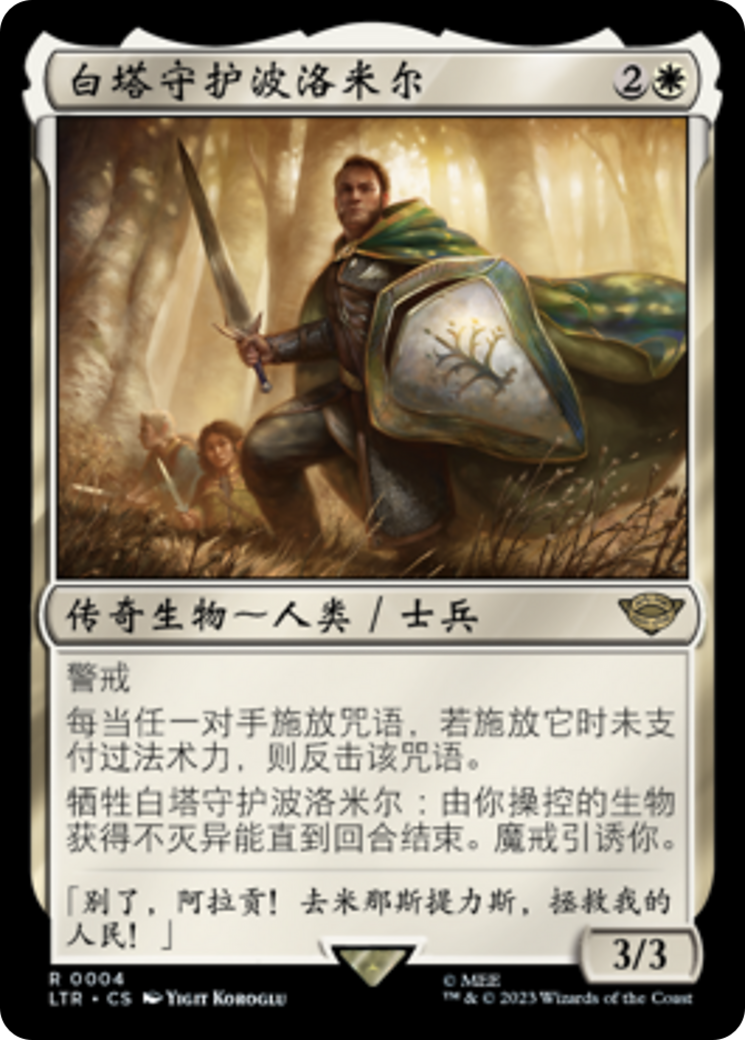 白塔守护波洛米尔 2
传奇生物～人类 / 士兵
警戒
每当任一对手施放咒语，若施放它时未支
付过法术力，则反击该咒语。
牺牲白塔守护波洛米尔：由你操控的生物
获得不灭异能直到回合结束。魔戒引诱你。
「别了，阿拉贡！去米那斯提力斯，拯救我的
人民！」
3/3
R 0004
LTR • CS YIGIT KOROGLU
© MEE
™ & © 2023 Wizards of the Coast